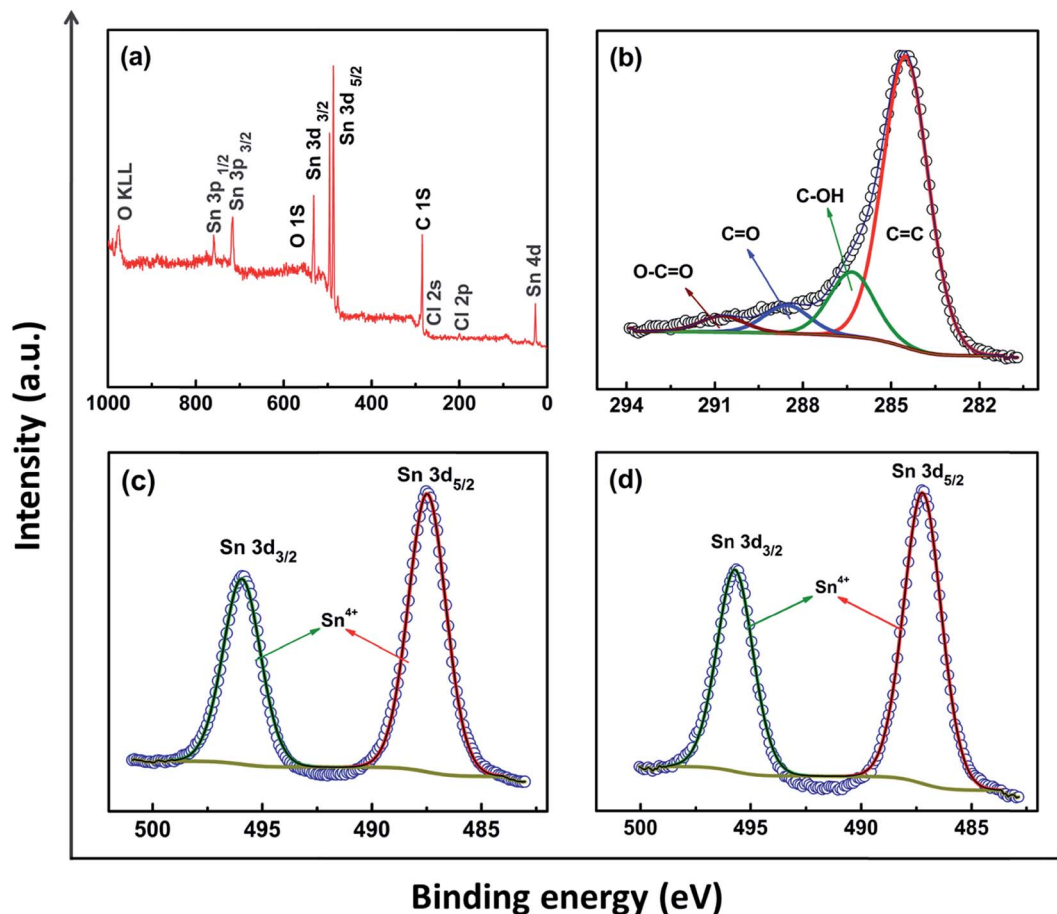 Intensity (a.u.)
(a)
O KLL
Sn 3p 1/2
Sn 3p 3/2
O 1S
Sn 3d 3/2
Sn 3d 5/2
C 1S
Cl 2s
Cl 2p
Sn 4d
1000 800 600 400 200 0
(b)
O-C=O
C=O
C-OH
C=C
294 291 288 285 282
(c)
Sn 3d3/2
Sn 3d5/2
Sn4+
500 495 490 485
(d)
Sn 3d3/2
Sn 3d5/2
Sn4+
500 495 490 485
Binding energy (eV)